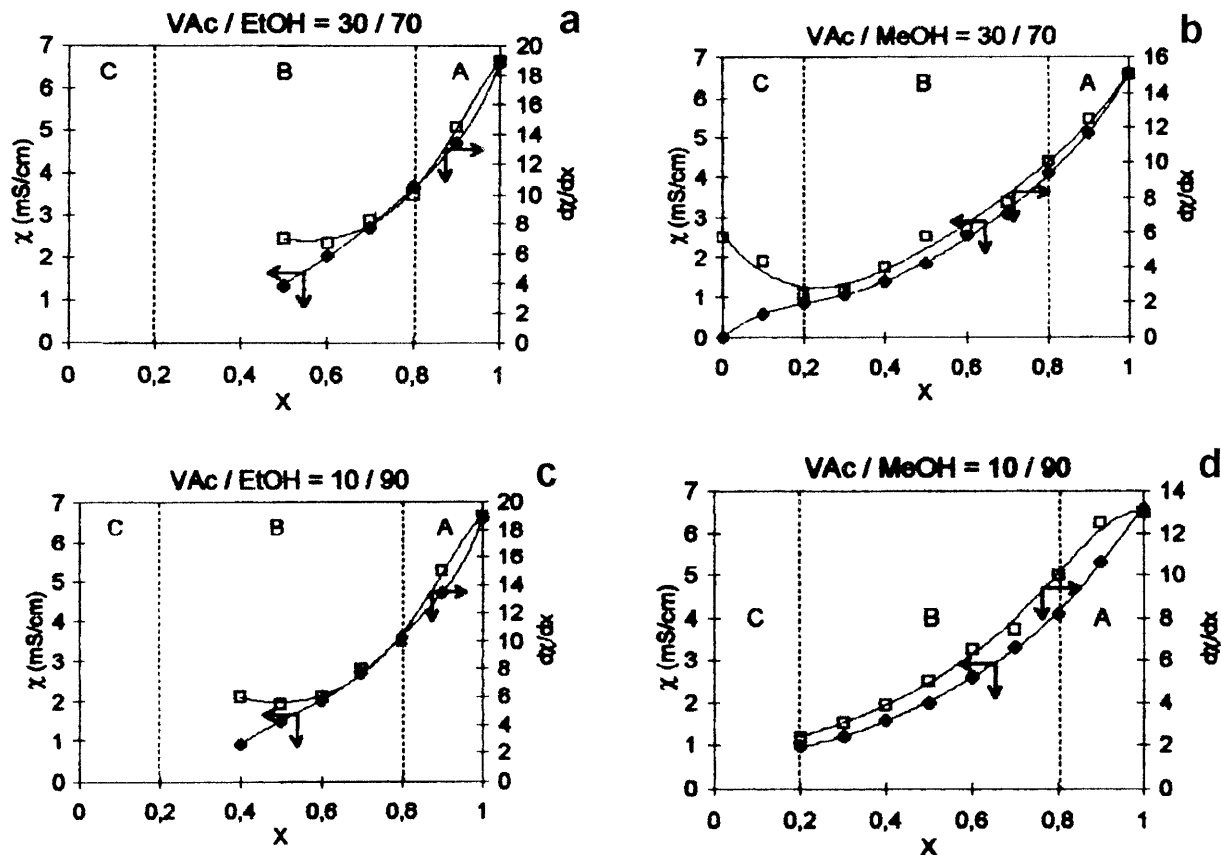 VAc / EtOH = 30 / 70
a
7
6
5
4
3
2
1
0
χ (mS/cm)
C
B
A
20
18
16
14
12
10
8
6
4
2
0
dχ/dx
0
0,2
0,4
0,6
0,8
1
X
VAc / MeOH = 30 / 70
b
7
6
5
4
3
2
1
0
χ (mS/cm)
C
B
A
16
14
12
10
8
6
4
2
0
dχ/dx
0
0,2
0,4
0,6
0,8
1
X
VAc / EtOH = 10 / 90
c
7
6
5
4
3
2
1
0
χ (mS/cm)
C
B
A
20
18
16
14
12
10
8
6
4
2
0
dχ/dx
0
0,2
0,4
0,6
0,8
1
X
VAc / MeOH = 10 / 90
d
7
6
5
4
3
2
1
0
χ (mS/cm)
C
B
A
14
12
10
8
6
4
2
0
dχ/dx
0
0,2
0,4
0,6
0,8
1
X